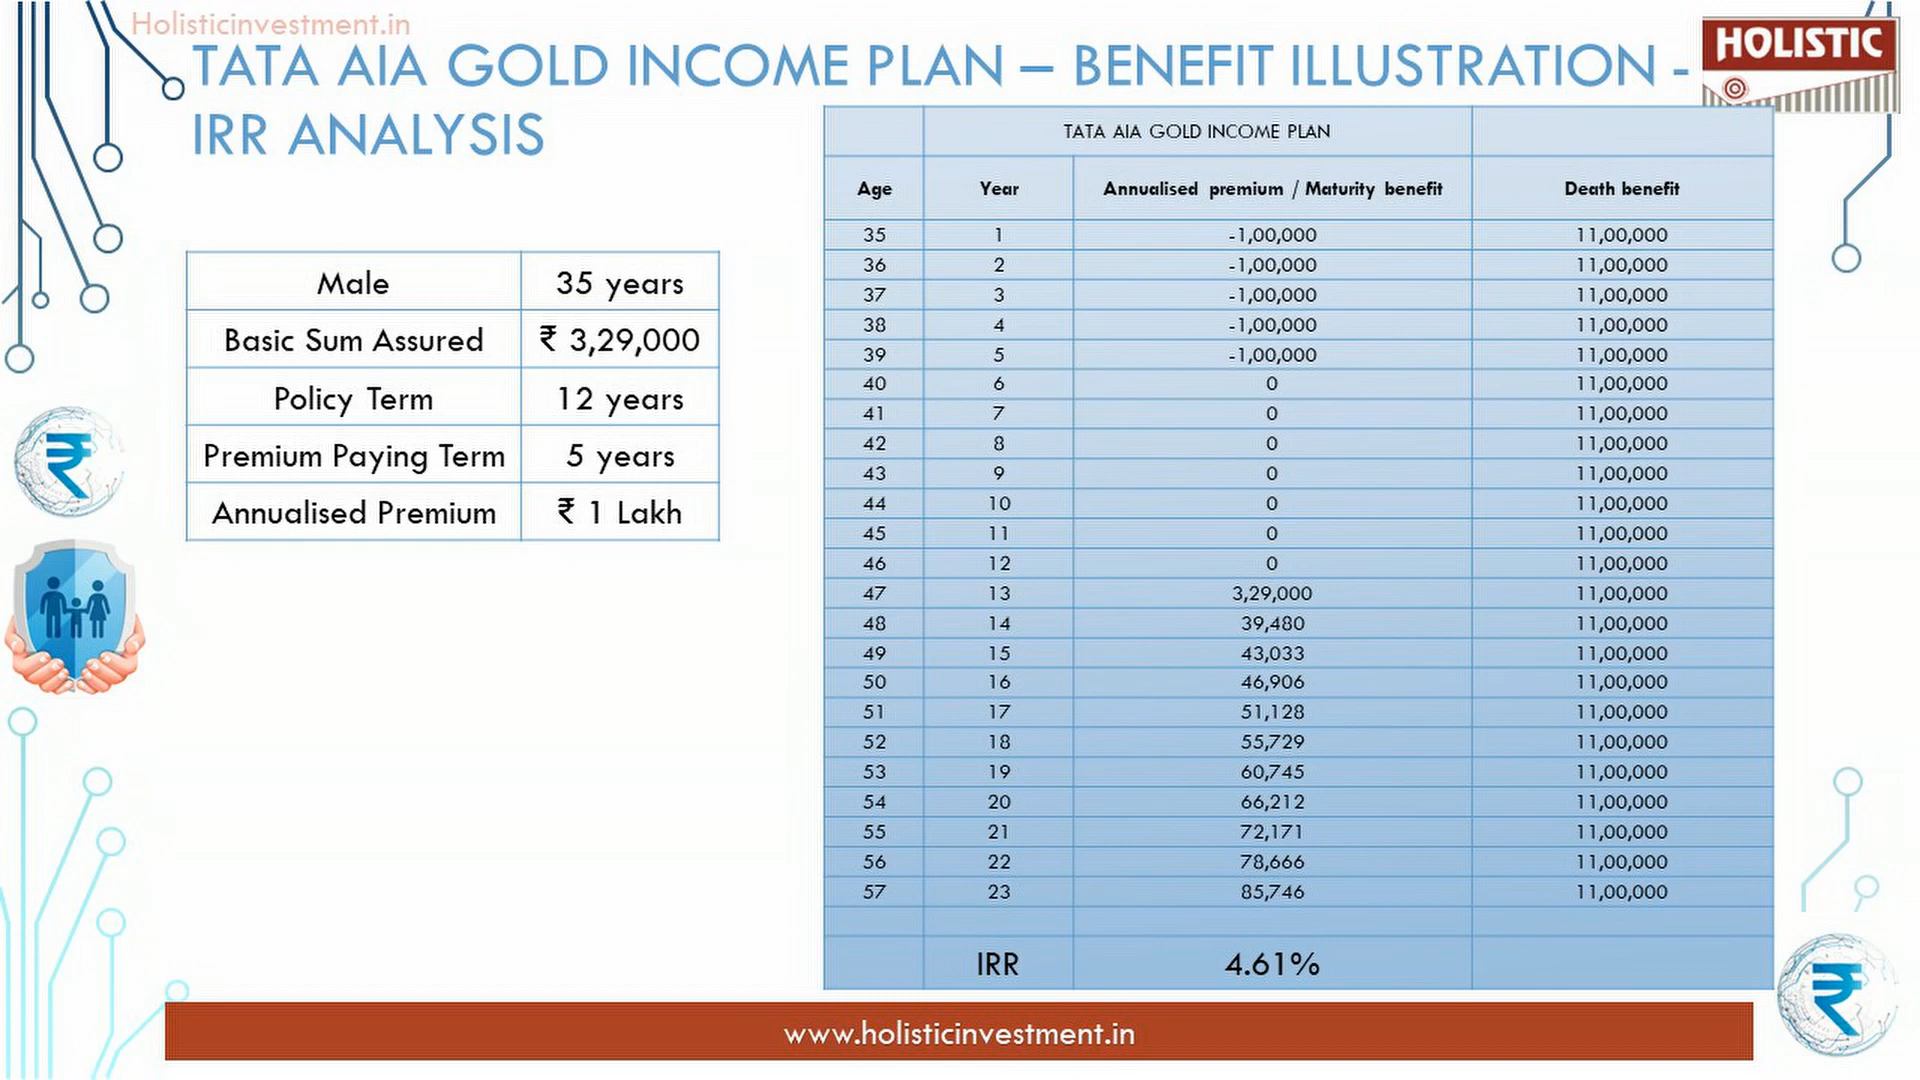 Holisticinvestment.in
TATA AIA GOLD INCOME PLAN – BENEFIT ILLUSTRATION -
IRR ANALYSIS
HOLISTIC
Male 35 years
Basic Sum Assured ₹ 3,29,000
Policy Term 12 years
Premium Paying Term 5 years
Annualised Premium ₹ 1 Lakh
TATA AIA GOLD INCOME PLAN
Age Year Annualised premium / Maturity benefit Death benefit
35 1 -1,00,000 11,00,000
36 2 -1,00,000 11,00,000
37 3 -1,00,000 11,00,000
38 4 -1,00,000 11,00,000
39 5 -1,00,000 11,00,000
40 6 0 11,00,000
41 7 0 11,00,000
42 8 0 11,00,000
43 9 0 11,00,000
44 10 0 11,00,000
45 11 0 11,00,000
46 12 0 11,00,000
47 13 3,29,000 11,00,000
48 14 39,480 11,00,000
49 15 43,033 11,00,000
50 16 46,906 11,00,000
51 17 51,128 11,00,000
52 18 55,729 11,00,000
53 19 60,745 11,00,000
54 20 66,212 11,00,000
55 21 72,171 11,00,000
56 22 78,666 11,00,000
57 23 85,746 11,00,000
IRR 4.61%
www.holisticinvestment.in